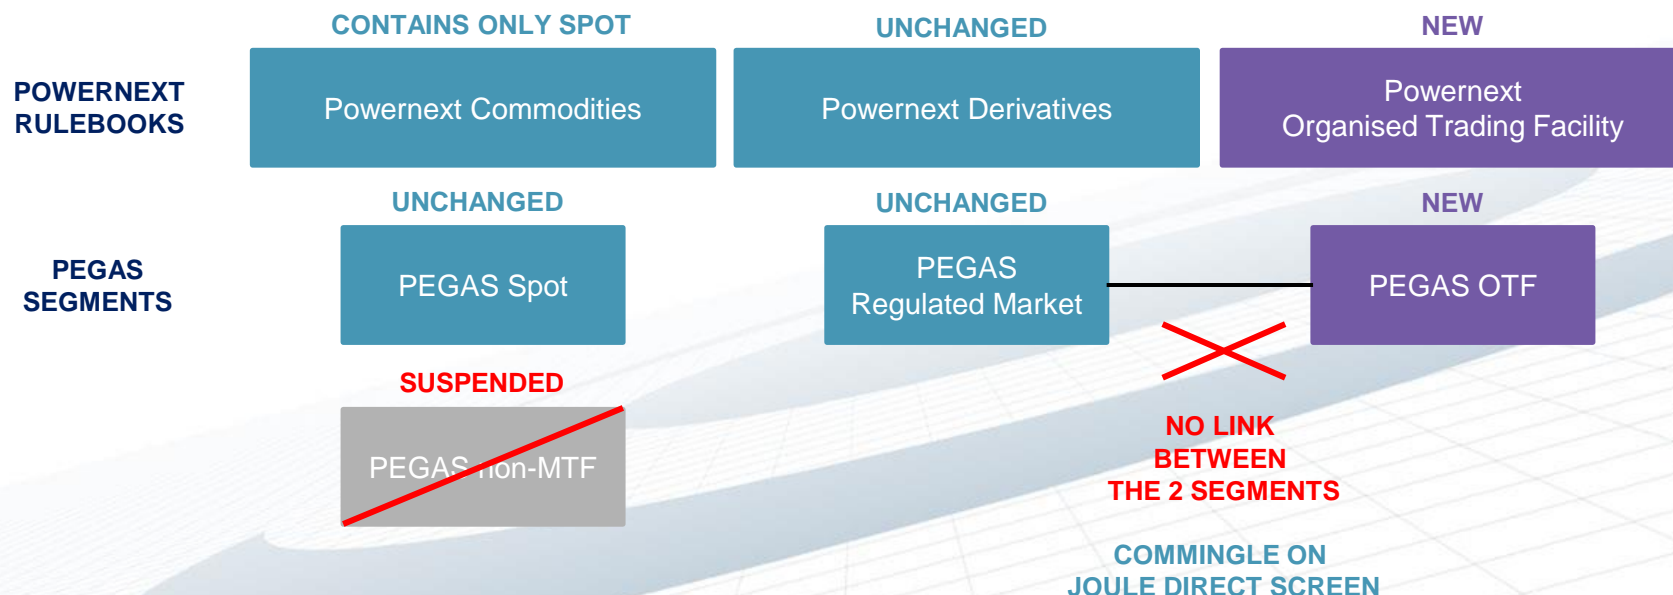 CONTAINS ONLY SPOT
UNCHANGED
NEW
POWERNEXT
RULEBOOKS
Powernext Commodities
Powernext Derivatives
Powernext
Organised Trading Facility
UNCHANGED
UNCHANGED
NEW
PEGAS
SEGMENTS
PEGAS Spot
PEGAS
Regulated Market
PEGAS OTF
SUSPENDED
PEGAS non-MTF
NO LINK
BETWEEN
THE 2 SEGMENTS
COMMINGLE ON
JOULE DIRECT SCREEN